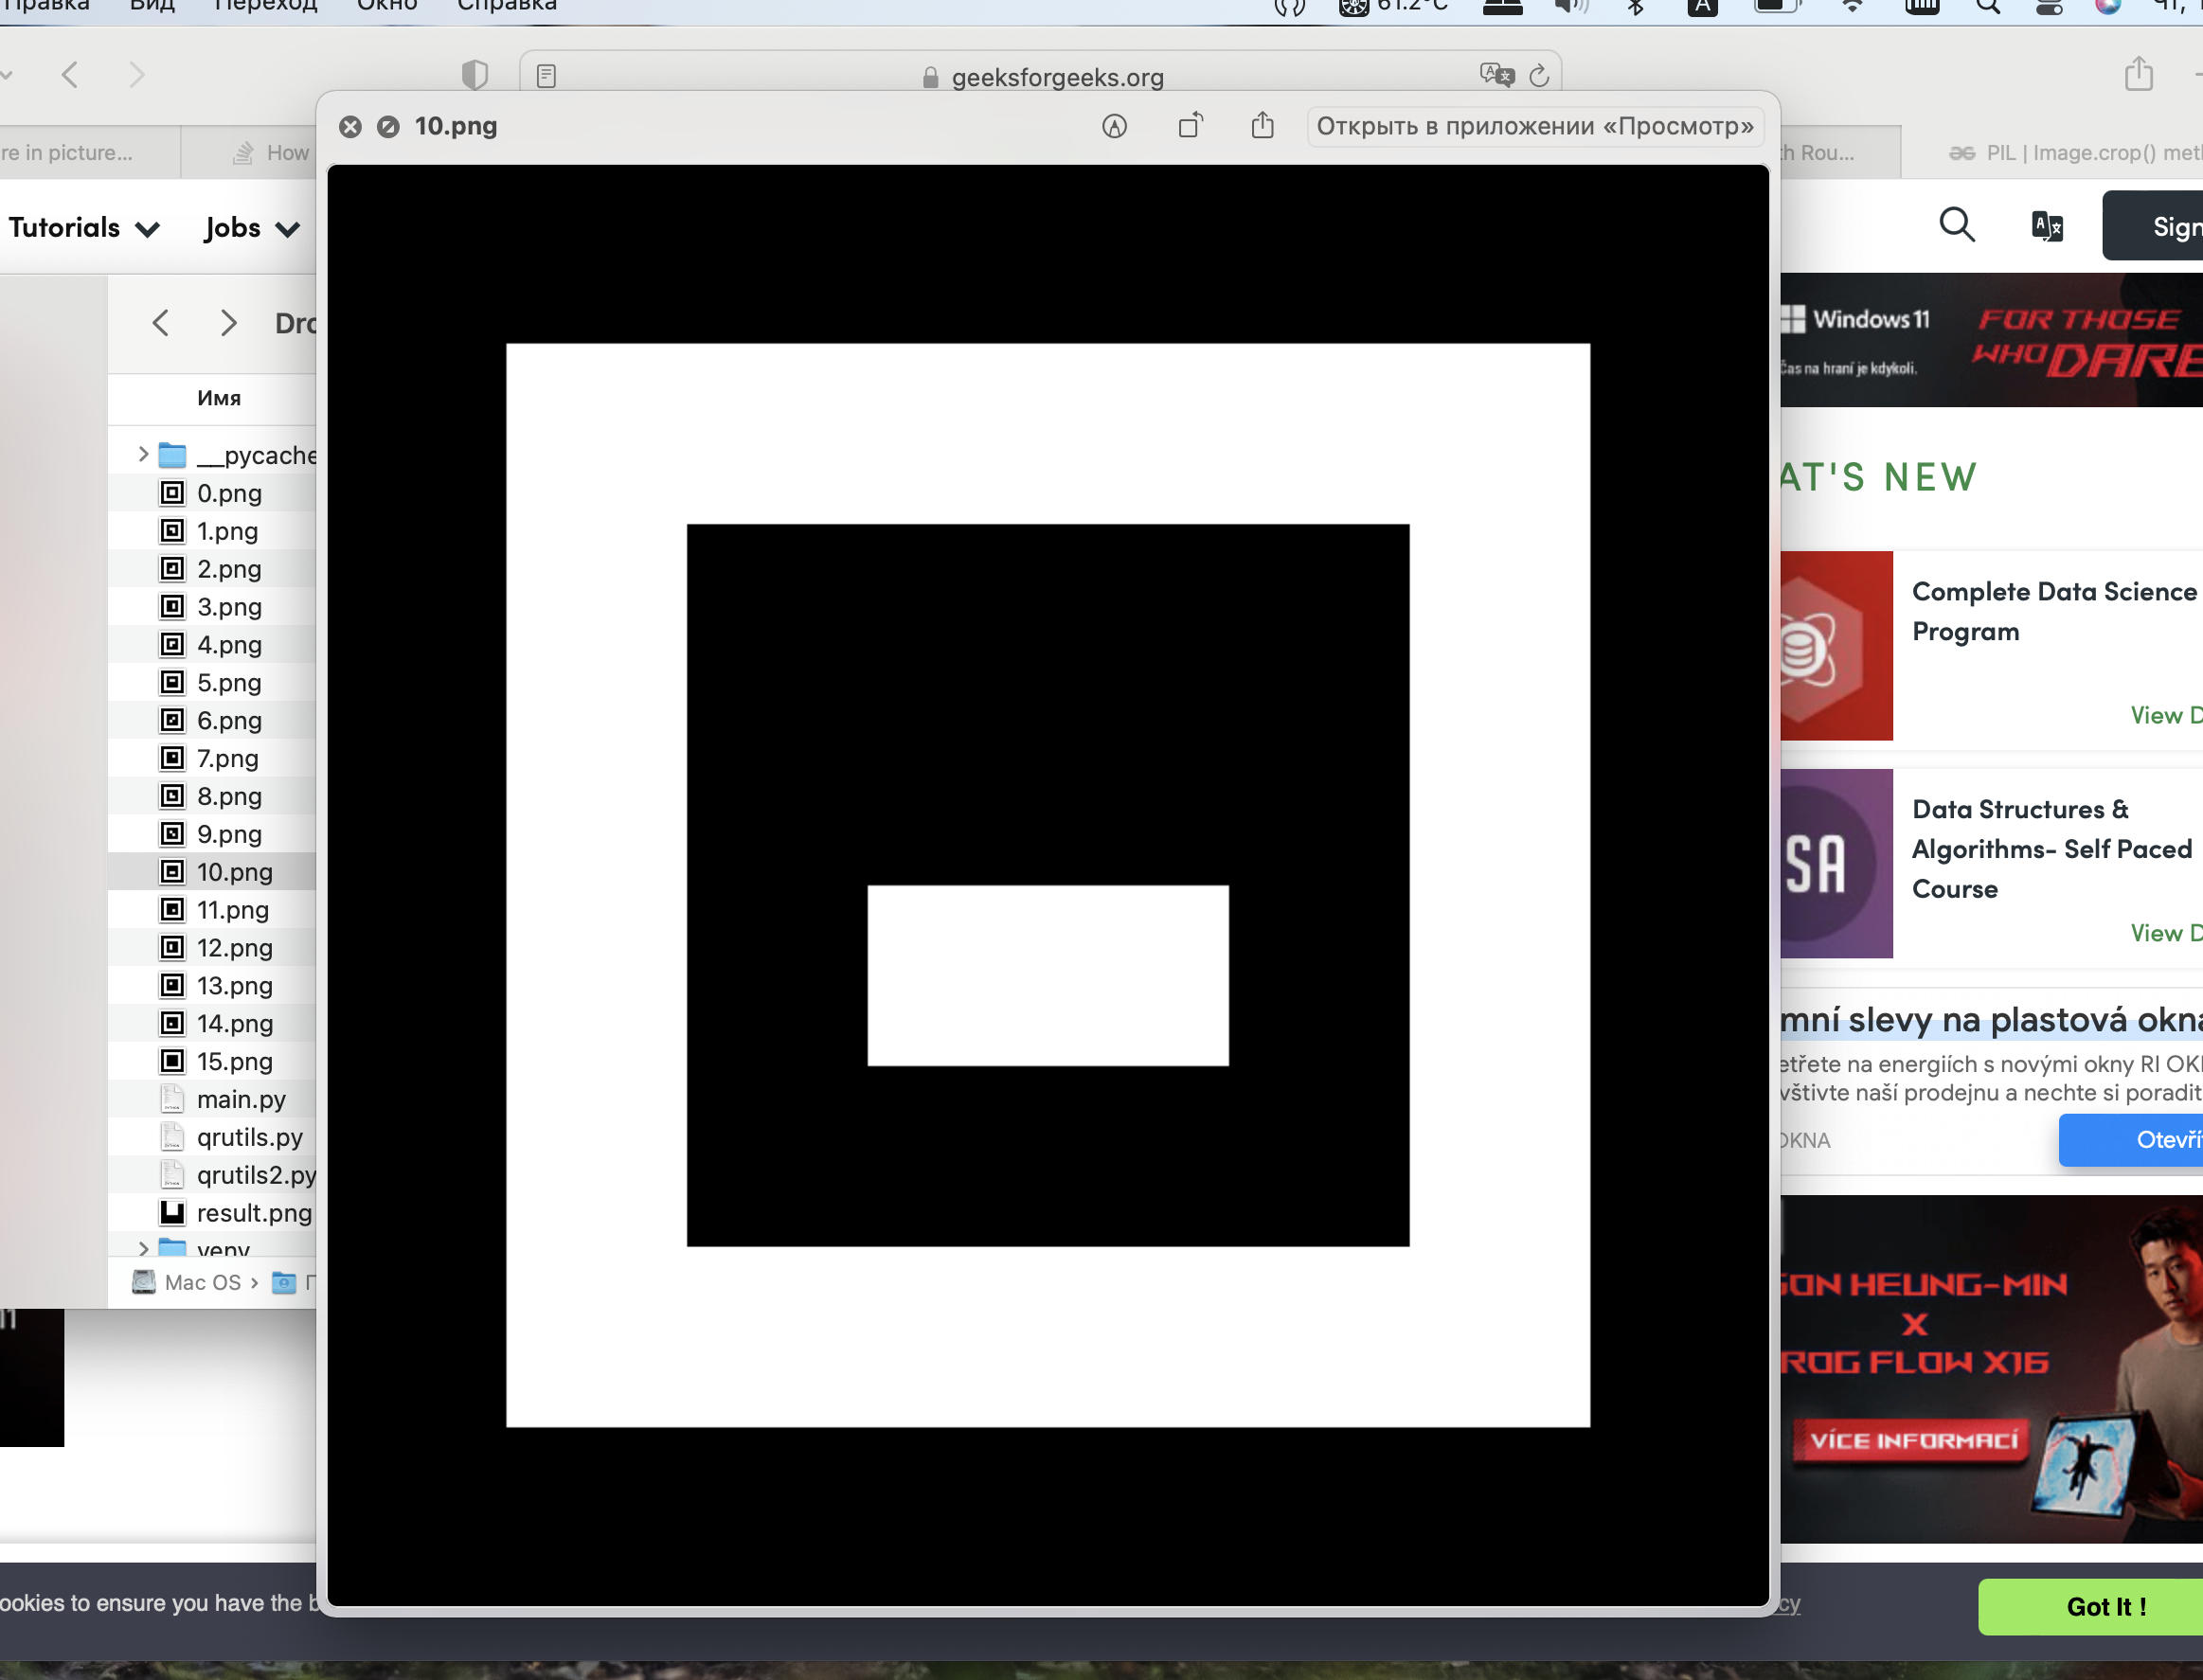 Правка Вид Переход Окно Справка 61.2°C A Чт,
geeksforgeeks.org
10.png Открыть в приложении «Просмотр»
re in picture... How th Rou... PIL | Image.crop() met
Tutorials Jobs Sign
Dro
Имя
__pycache
0.png
1.png
2.png
3.png
4.png
5.png
6.png
7.png
8.png
9.png
10.png
11.png
12.png
13.png
14.png
15.png
main.py
qrutils.py
qrutils2.py
result.png
venv
Mac OS › П
Windows 11
Čas na hraní je kdykoli.
FOR THOSE
WHO DARE
AT'S NEW
Complete Data Science
Program
View D
SA
Data Structures &
Algorithms- Self Paced
Course
View D
mní slevy na plastová okna
etřete na energiích s novými okny RI OK
vštivte naší prodejnu a nechte si poradit
OKNA
Otevří
SON HEUNG-MIN
X
ROG FLOW X16
VÍCE INFORMACÍ
11
ookies to ensure you have the b cy
Got It !